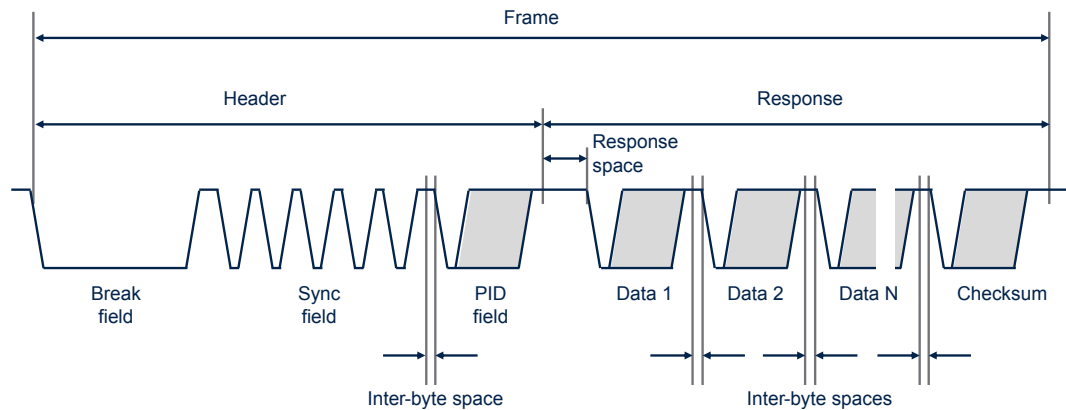 Frame
Header
Response
Response
space
Break
field
Sync
field
PID
field
Data 1
Data 2
Data N
Checksum
Inter-byte space
Inter-byte spaces